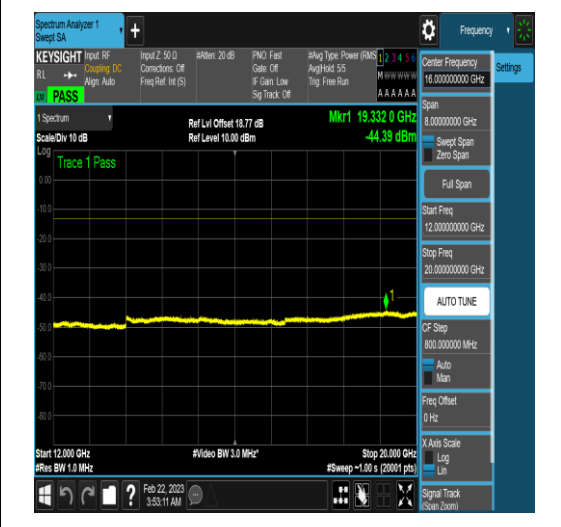 Spectrum Analyzer 1
Swept SA
+
Frequency
KEYSIGHT
RL
Input: RF
Coupling: DC
Align: Auto
Input Z: 50 Ω
Corrections: Off
Freq Ref: Int (S)
#Atten: 20 dB
PNO: Fast
Gate: Off
IF Gain: Low
Sig Track: Off
#Avg Type: Power (RMS
Avg|Hold: 5/5
Trig: Free Run
1 2 3 4 5 6
M W W W W W
A A A A A A
PASS
1 Spectrum
Scale/Div 10 dB
Ref Lvl Offset 18.77 dB
Ref Level 10.00 dBm
Mkr1 19.332 0 GHz
-44.39 dBm
Log
Trace 1 Pass
0.00
-10.0
-20.0
-30.0
-40.0
-50.0
-60.0
-70.0
-80.0
1
Start 12.000 GHz
#Res BW 1.0 MHz
#Video BW 3.0 MHz*
Stop 20.000 GHz
#Sweep ~1.00 s (20001 pts)
Feb 22, 2023
3:53:11 AM
?
Center Frequency
16.000000000 GHz
Settings
Span
8.00000000 GHz
Swept Span
Zero Span
Full Span
Start Freq
12.000000000 GHz
Stop Freq
20.000000000 GHz
AUTO TUNE
CF Step
800.000000 MHz
Auto
Man
Freq Offset
0 Hz
X Axis Scale
Log
Lin
Signal Track
(Span Zoom)